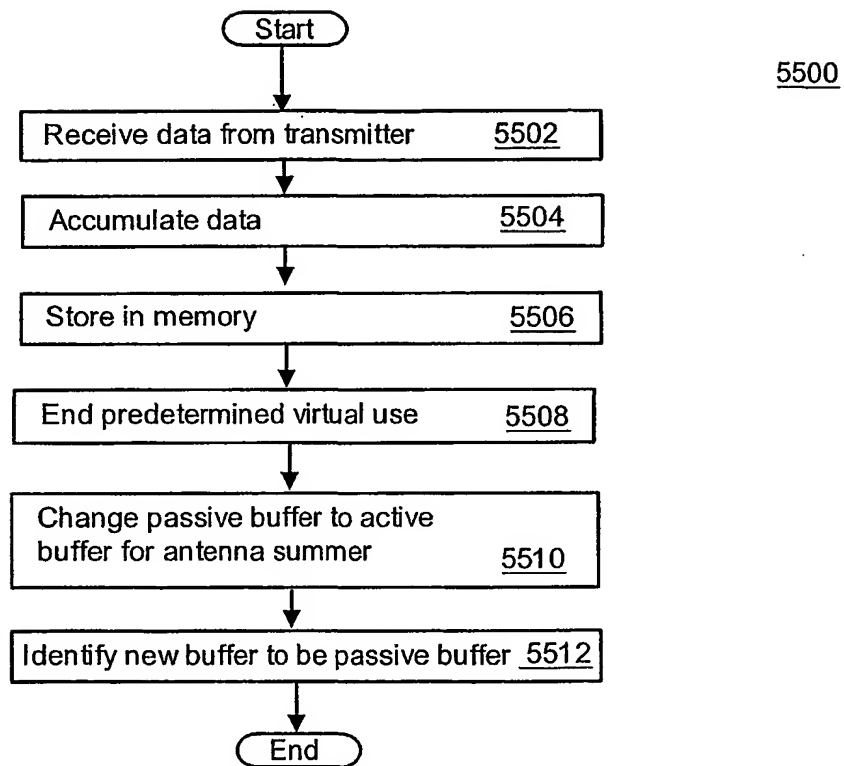 Start
5500
Receive data from transmitter 5502
Accumulate data 5504
Store in memory 5506
End predetermined virtual use 5508
Change passive buffer to active
buffer for antenna summer 5510
Identify new buffer to be passive buffer 5512
End